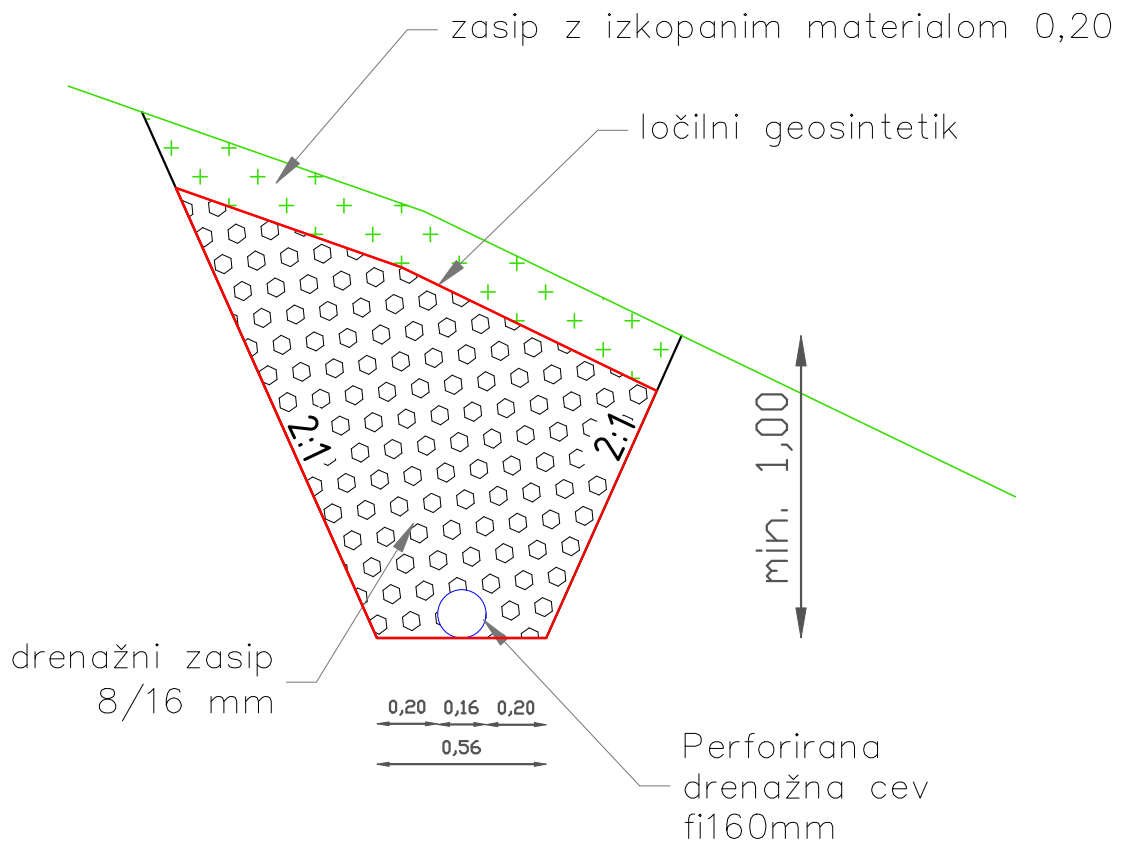 zasip z izkopanim materialom 0,20
ločilni geosintetik
min. 1,00
2:1
2:1
drenažni zasip
8/16 mm
0,20 0,16 0,20
0,56
Perforirana
drenažna cev
fi160mm